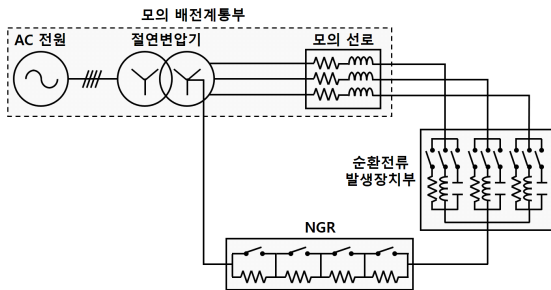 모의 배전계통부
AC 전원
절연변압기
모의 선로
순환전류
발생장치부
NGR